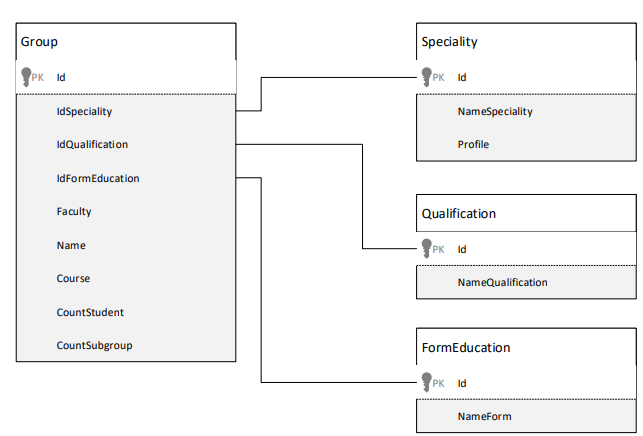 Group
PK Id
IdSpeciality
IdQualification
IdFormEducation
Faculty
Name
Course
CountStudent
CountSubgroup
Speciality
PK Id
NameSpeciality
Profile
Qualification
PK Id
NameQualification
FormEducation
PK Id
NameForm